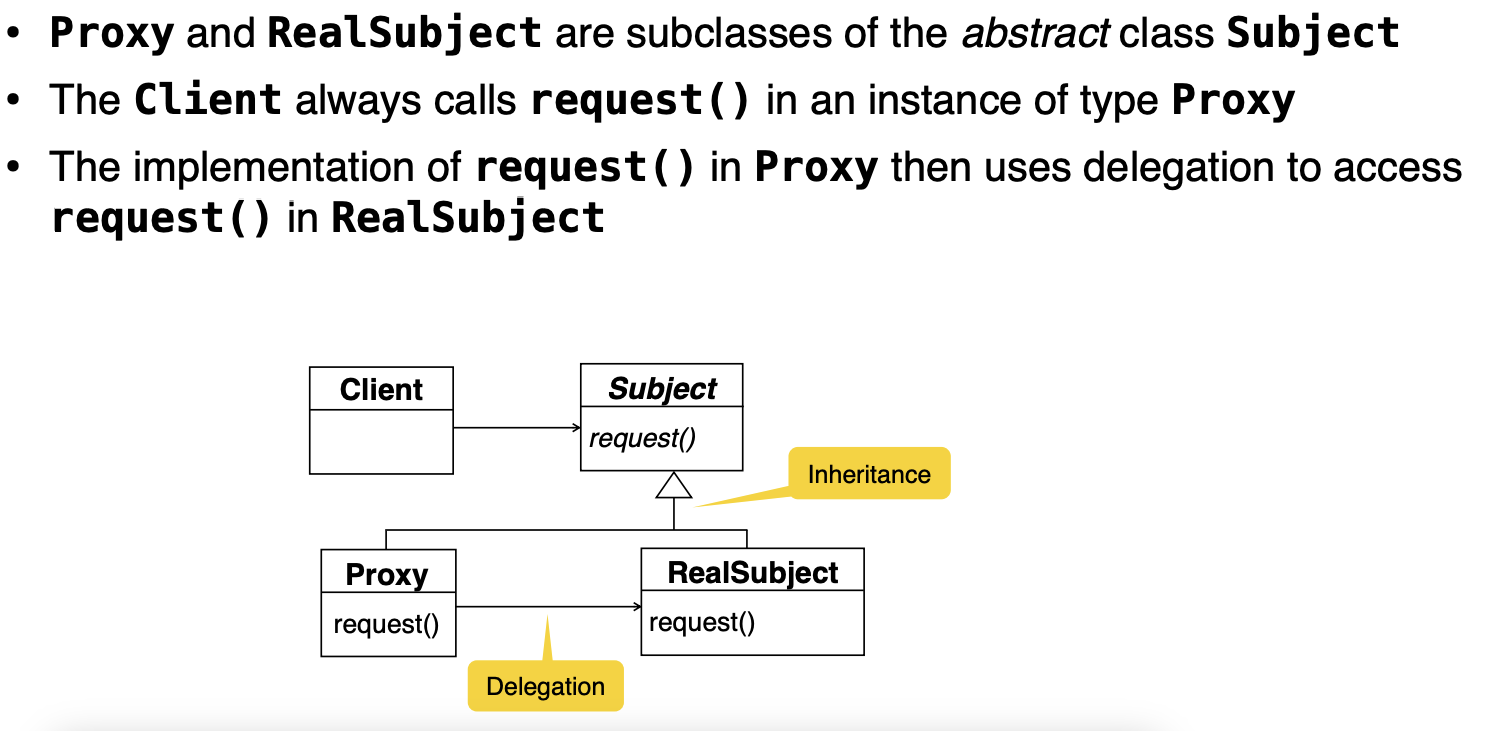 • Proxy and RealSubject are subclasses of the abstract class Subject
• The Client always calls request() in an instance of type Proxy
• The implementation of request() in Proxy then uses delegation to access
request() in RealSubject
Client
Subject
request()
Inheritance
Proxy
request()
RealSubject
request()
Delegation